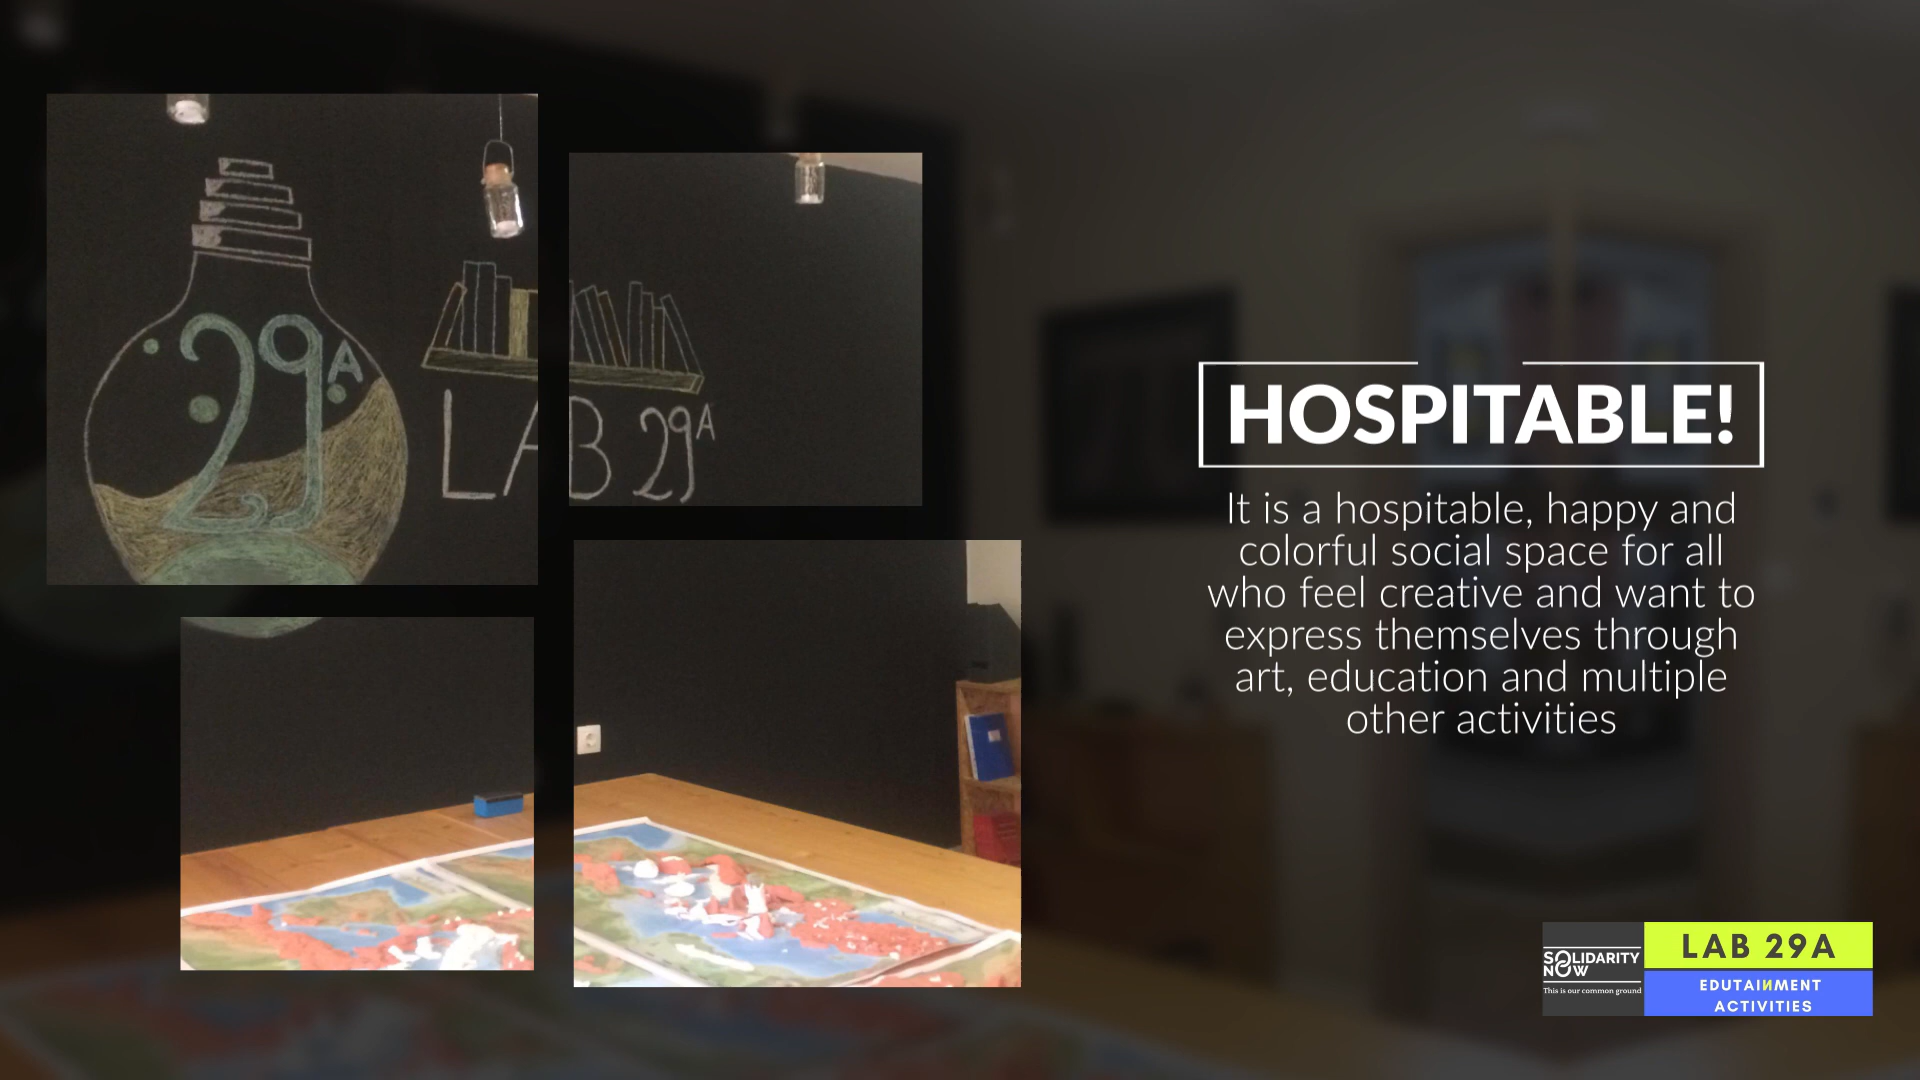 29A
LAB 29A
HOSPITABLE!
It is a hospitable, happy and
colorful social space for all
who feel creative and want to
express themselves through
art, education and multiple
other activities
SOLIDARITY
NOW
This is our common ground
LAB 29A
EDUTAINMENT
ACTIVITIES